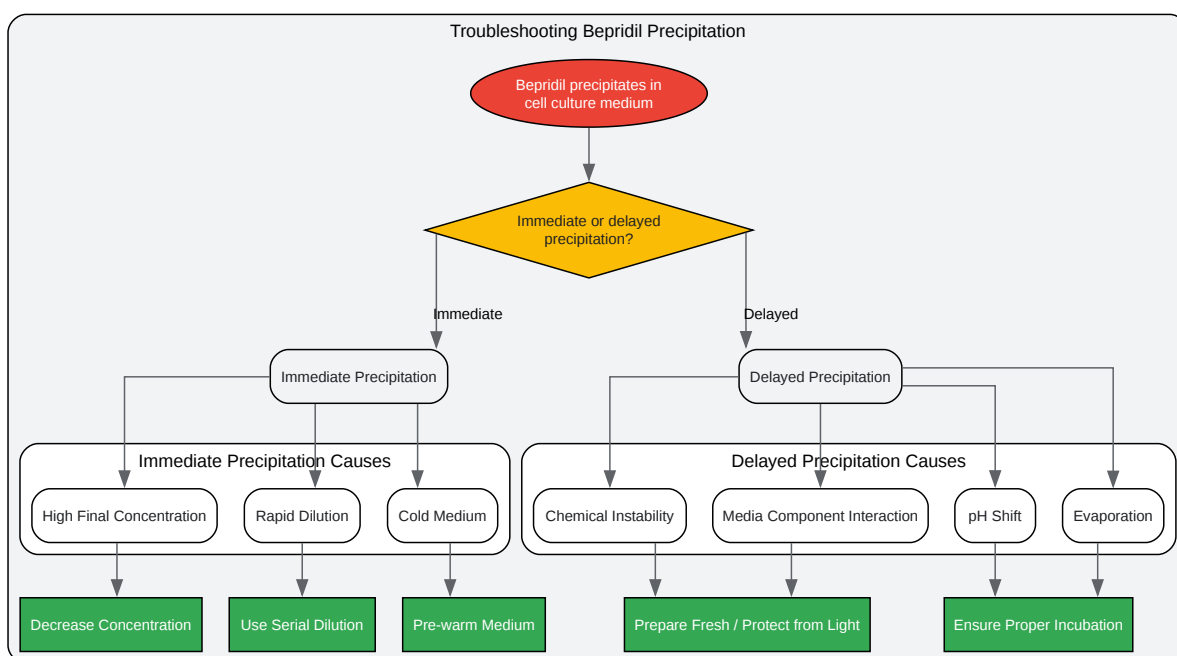 Troubleshooting Bepridil Precipitation
Bepridil precipitates in
cell culture medium
Immediate or delayed
precipitation?
Immediate
Delayed
Immediate Precipitation
Delayed Precipitation
Immediate Precipitation Causes
Delayed Precipitation Causes
High Final Concentration
Rapid Dilution
Cold Medium
Chemical Instability
Media Component Interaction
pH Shift
Evaporation
Decrease Concentration
Use Serial Dilution
Pre-warm Medium
Prepare Fresh / Protect from Light
Ensure Proper Incubation